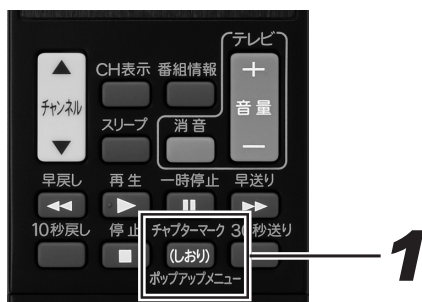 テレビ
CH表示 番組情報
チャンネル
音量
スリープ 消音
早戻し 再生 一時停止 早送り
10秒戻し 停止 チャプターマーク 30秒送り
(しおり)
ポップアップメニュー
1